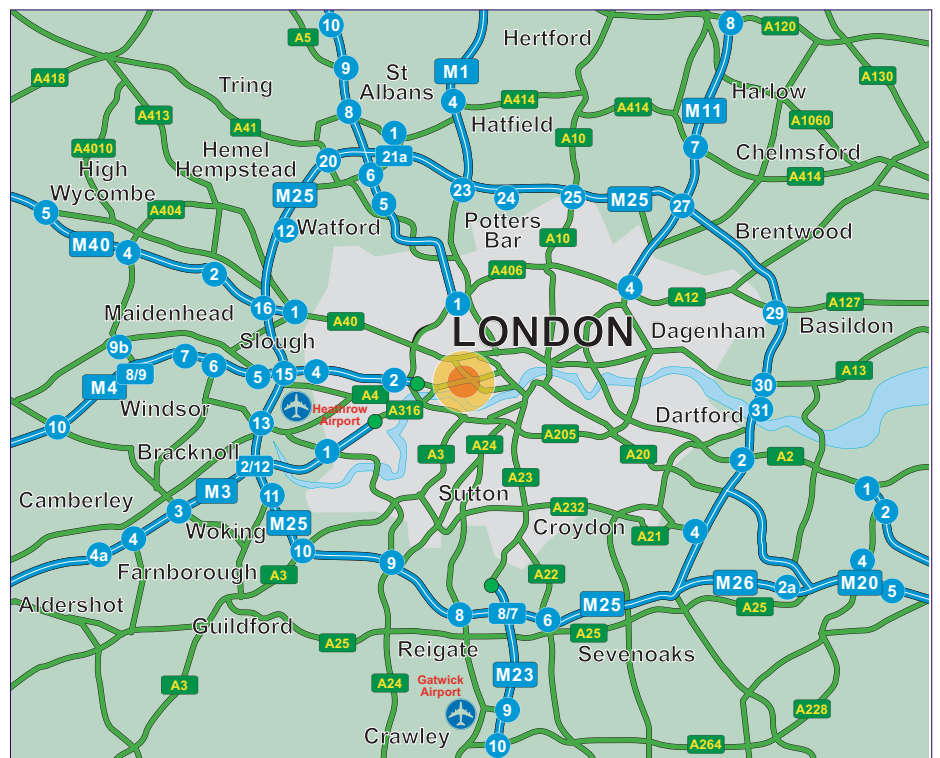 10
8
A120
A5
Hertford
9
M1
St
Albans
A418
A130
Tring
4
A414
Harlow
8
A414
M11
A413
Hatfield
A1060
A41
1
A10
A4010
Hemel
Hempstead
20
21a
7
Chelmsford
High
Wycombe
6
A414
M25
23
24
25
M25
27
5
A404
5
Potters
Bar
12
Watford
Brentwood
M40
4
A10
2
A406
4
A12
16
1
1
A127
29
Maidenhead
A40
LONDON
Dagenham
Basildon
Slough
9b
7
6
8/9
M4
5
15
4
2
A13
30
A4
Windsor
Heathrow
Airport
A316
31
Dartford
10
13
A205
Bracknoll
1
A3
A24
A20
2
A2
2/12
M3
11
A23
1
Camberley
Sutton
A232
2
3
M25
Woking
Croydon
4
A21
4
4a
10
9
4
Farnborough
A3
A22
M26
2a
M20
5
Aldershot
8
8/7
6
M25
A25
Guildford
A25
A25
Reigate
Sevenoaks
M23
Gatwick
Airport
A3
A24
9
A228
Crawley
10
A264